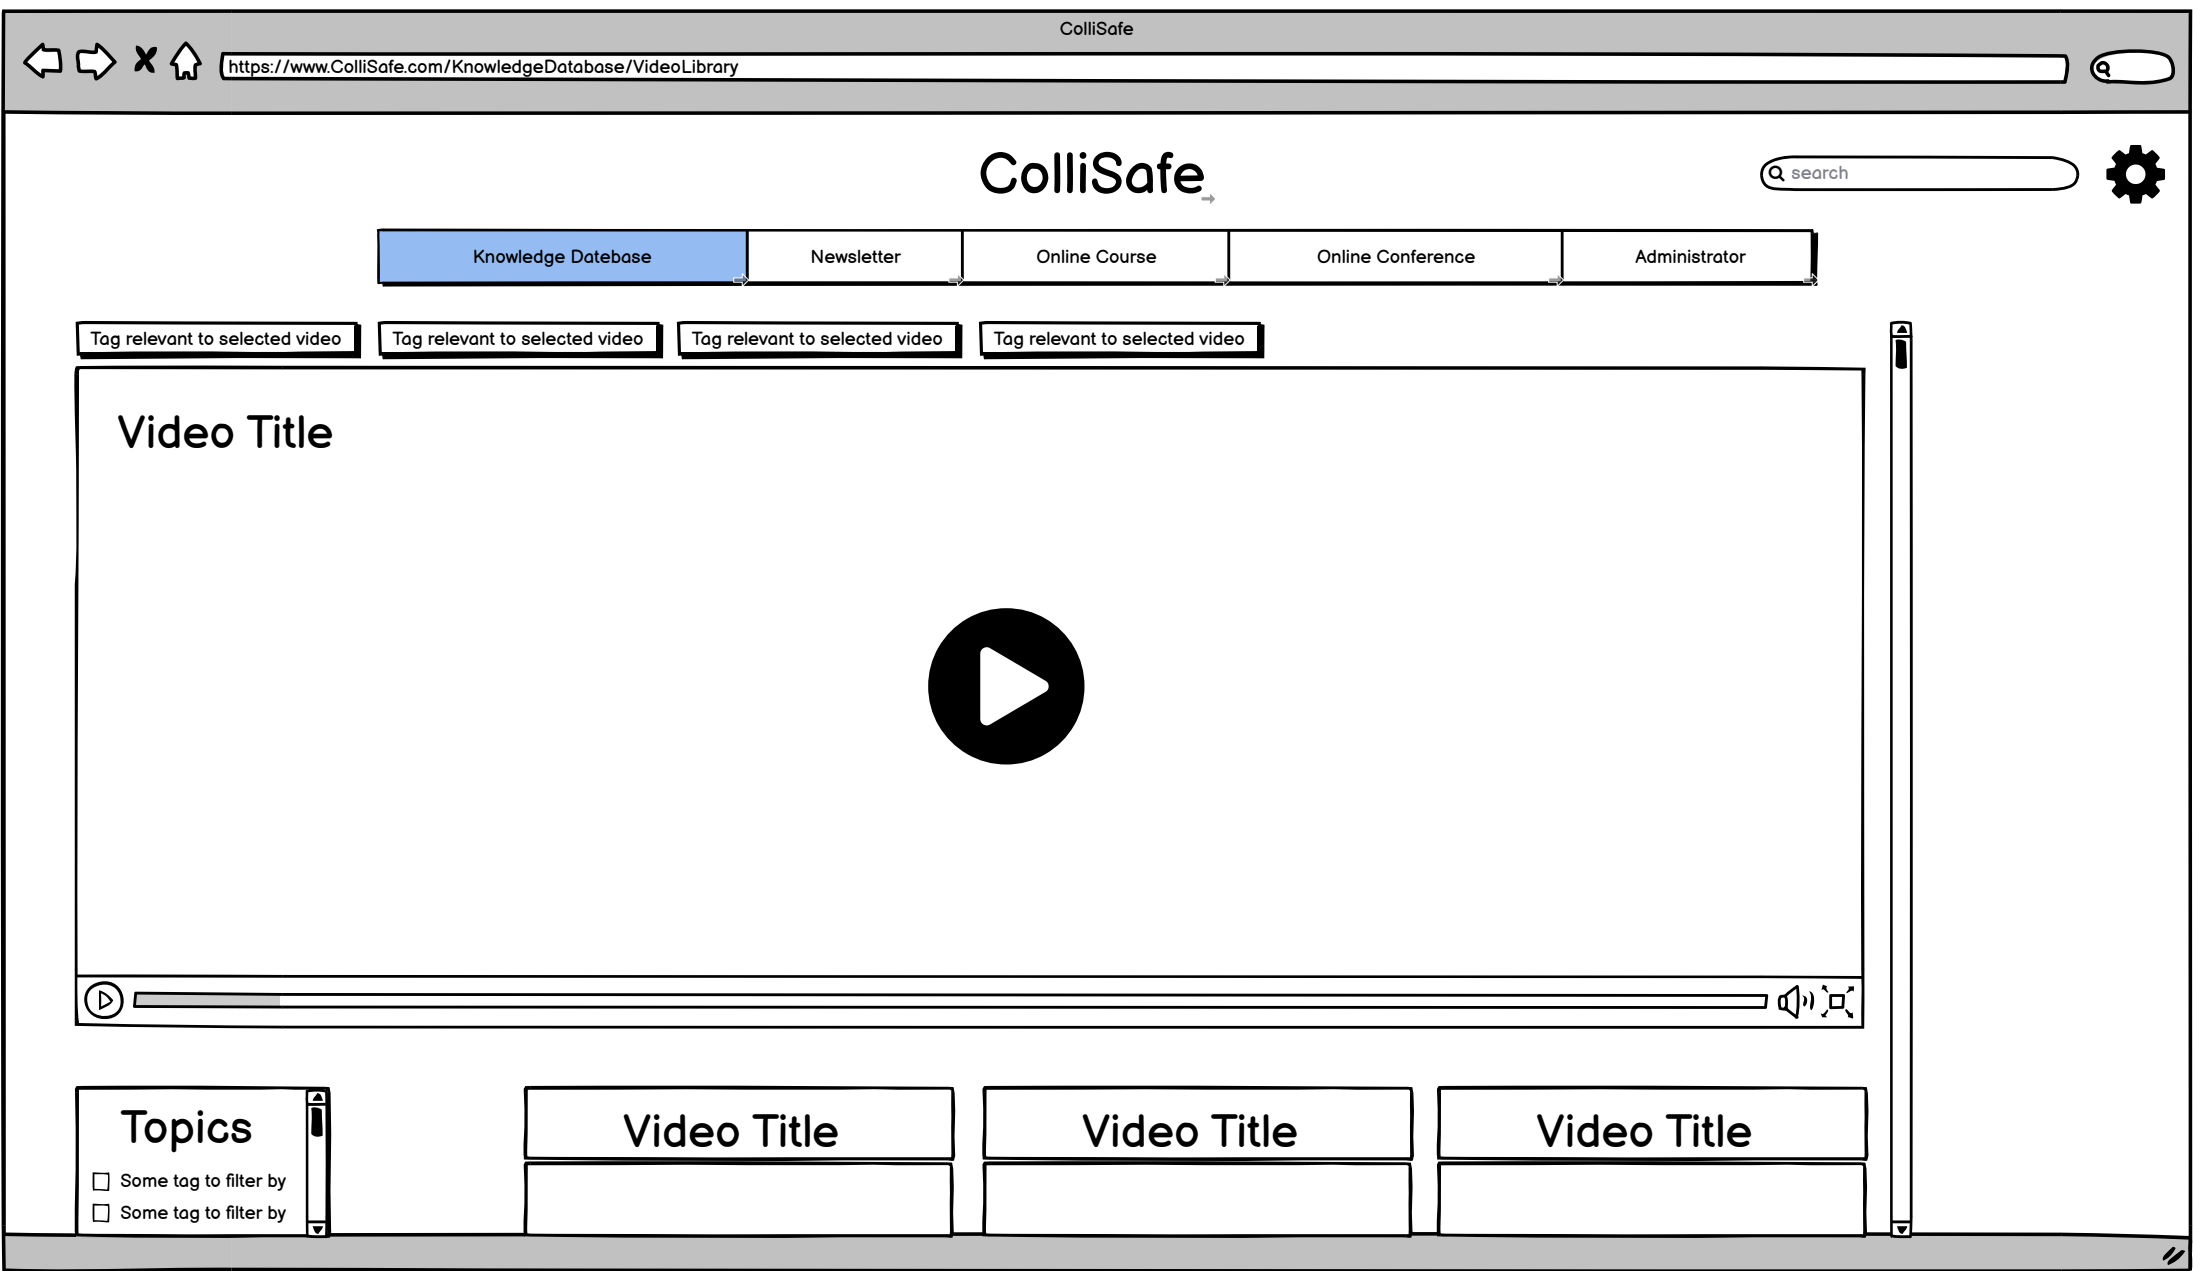 ColliSafe
https://www.ColliSafe.com/KnowledgeDatabase/VideoLibrary
ColliSafe
search
Knowledge Datebase
Newsletter
Online Course
Online Conference
Administrator
Tag relevant to selected video
Tag relevant to selected video
Tag relevant to selected video
Tag relevant to selected video
Video Title
Topics
Some tag to filter by
Some tag to filter by
Video Title
Video Title
Video Title